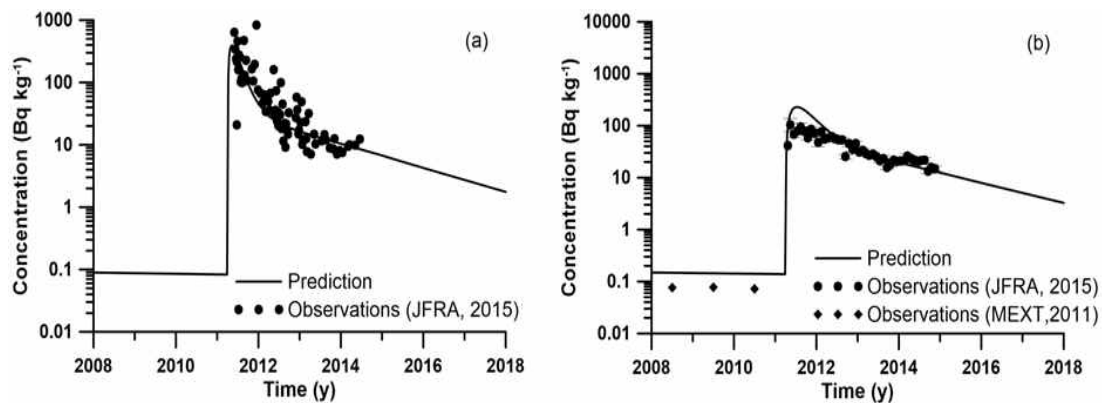 (a)
Concentration (Bq kg⁻¹)
1000
100
10
1
0.1
0.01
Prediction
Observations (JFRA, 2015)
2008 2010 2012 2014 2016 2018
Time (y)
(b)
Concentration (Bq kg⁻¹)
10000
1000
100
10
1
0.1
0.01
Prediction
Observations (JFRA, 2015)
Observations (MEXT,2011)
2008 2010 2012 2014 2016 2018
Time (y)